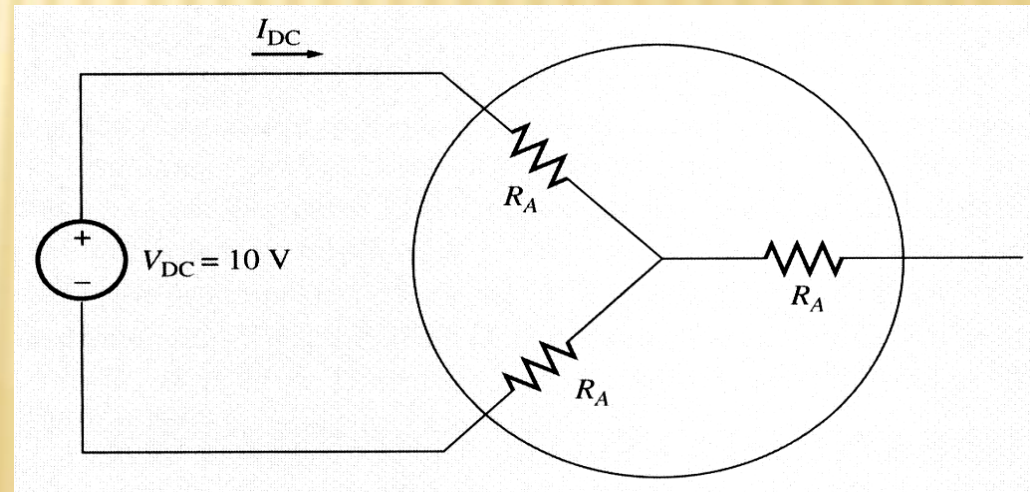 I_DC
+
−
V_DC = 10 V
R_A
R_A
R_A